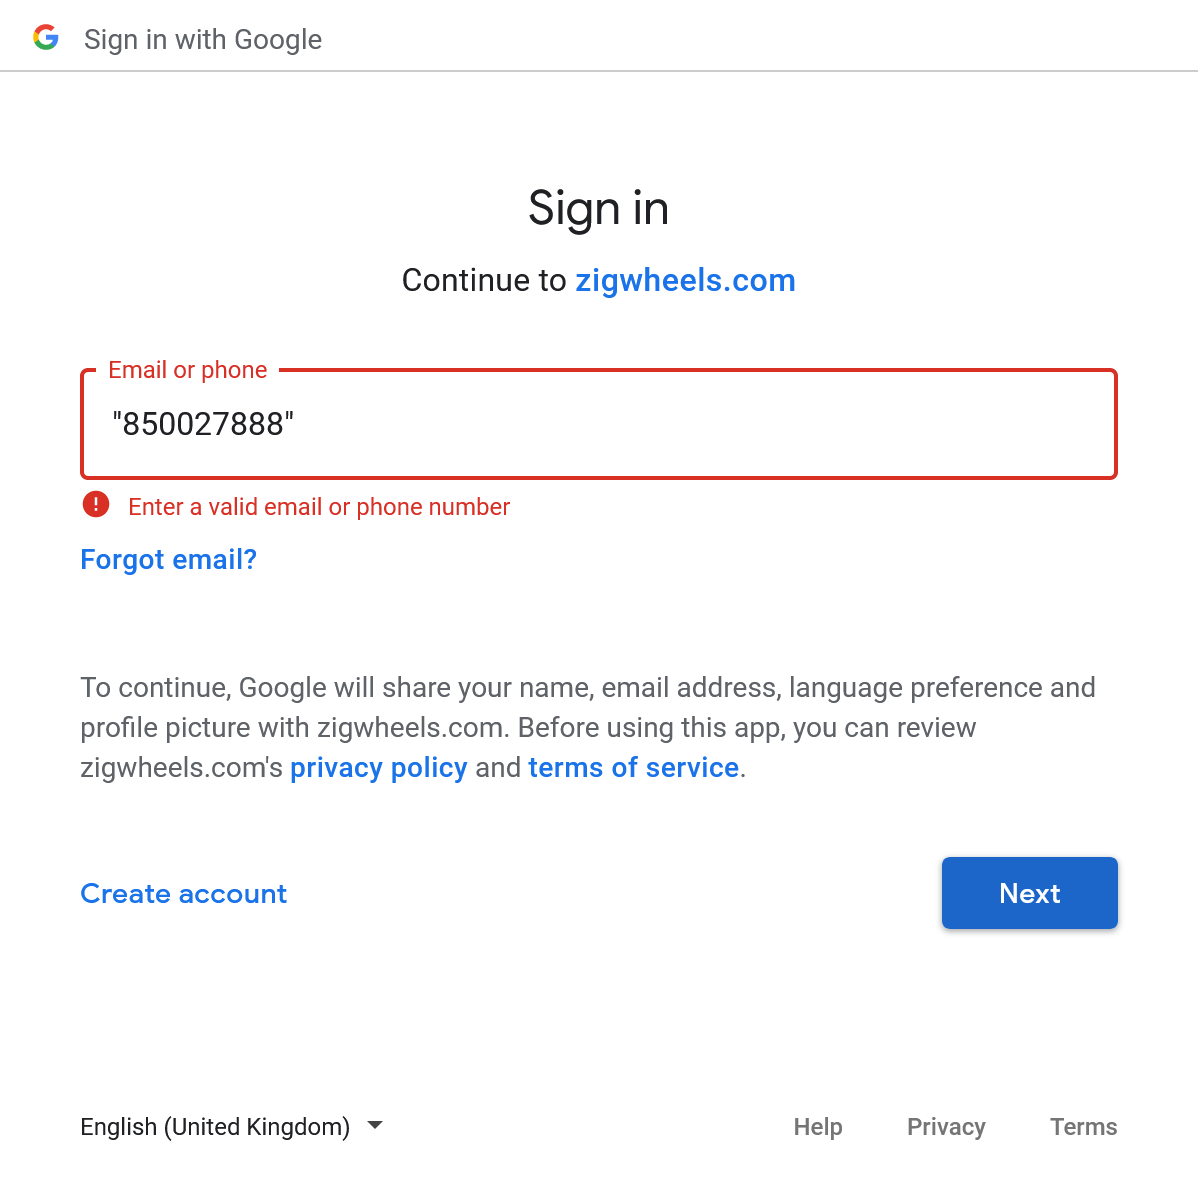 Sign in with Google
Sign in
Continue to zigwheels.com
Email or phone
"850027888"
Enter a valid email or phone number
Forgot email?
To continue, Google will share your name, email address, language preference and
profile picture with zigwheels.com. Before using this app, you can review
zigwheels.com's privacy policy and terms of service.
Create account
Next
English (United Kingdom)
Help
Privacy
Terms